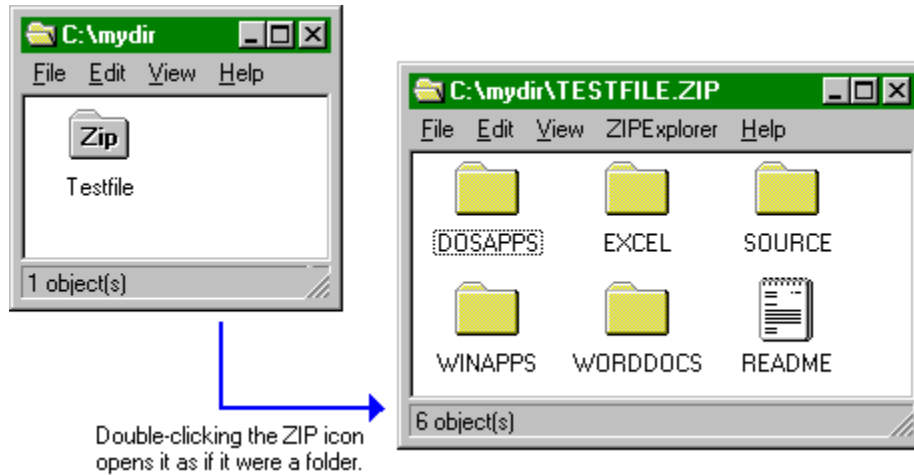 C:\mydir
File Edit View Help
Zip
Testfile
1 object(s)
C:\mydir\TESTFILE.ZIP
File Edit View ZIPExplorer Help
DOSAPPS EXCEL SOURCE
WINAPPS WORDDOCS README
6 object(s)
Double-clicking the ZIP icon
opens it as if it were a folder.